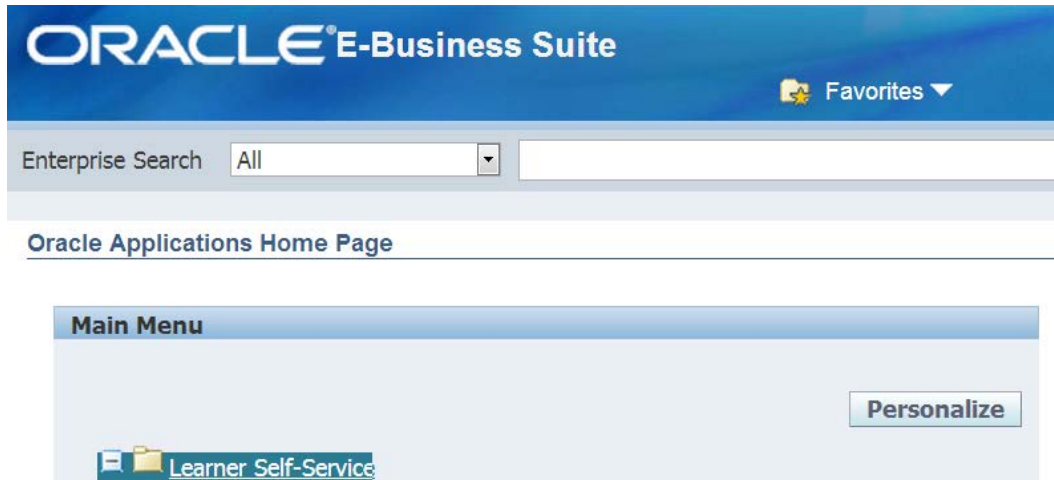 ORACLE® E-Business Suite
Favorites
Enterprise Search All
Oracle Applications Home Page
Main Menu
Personalize
Learner Self-Service